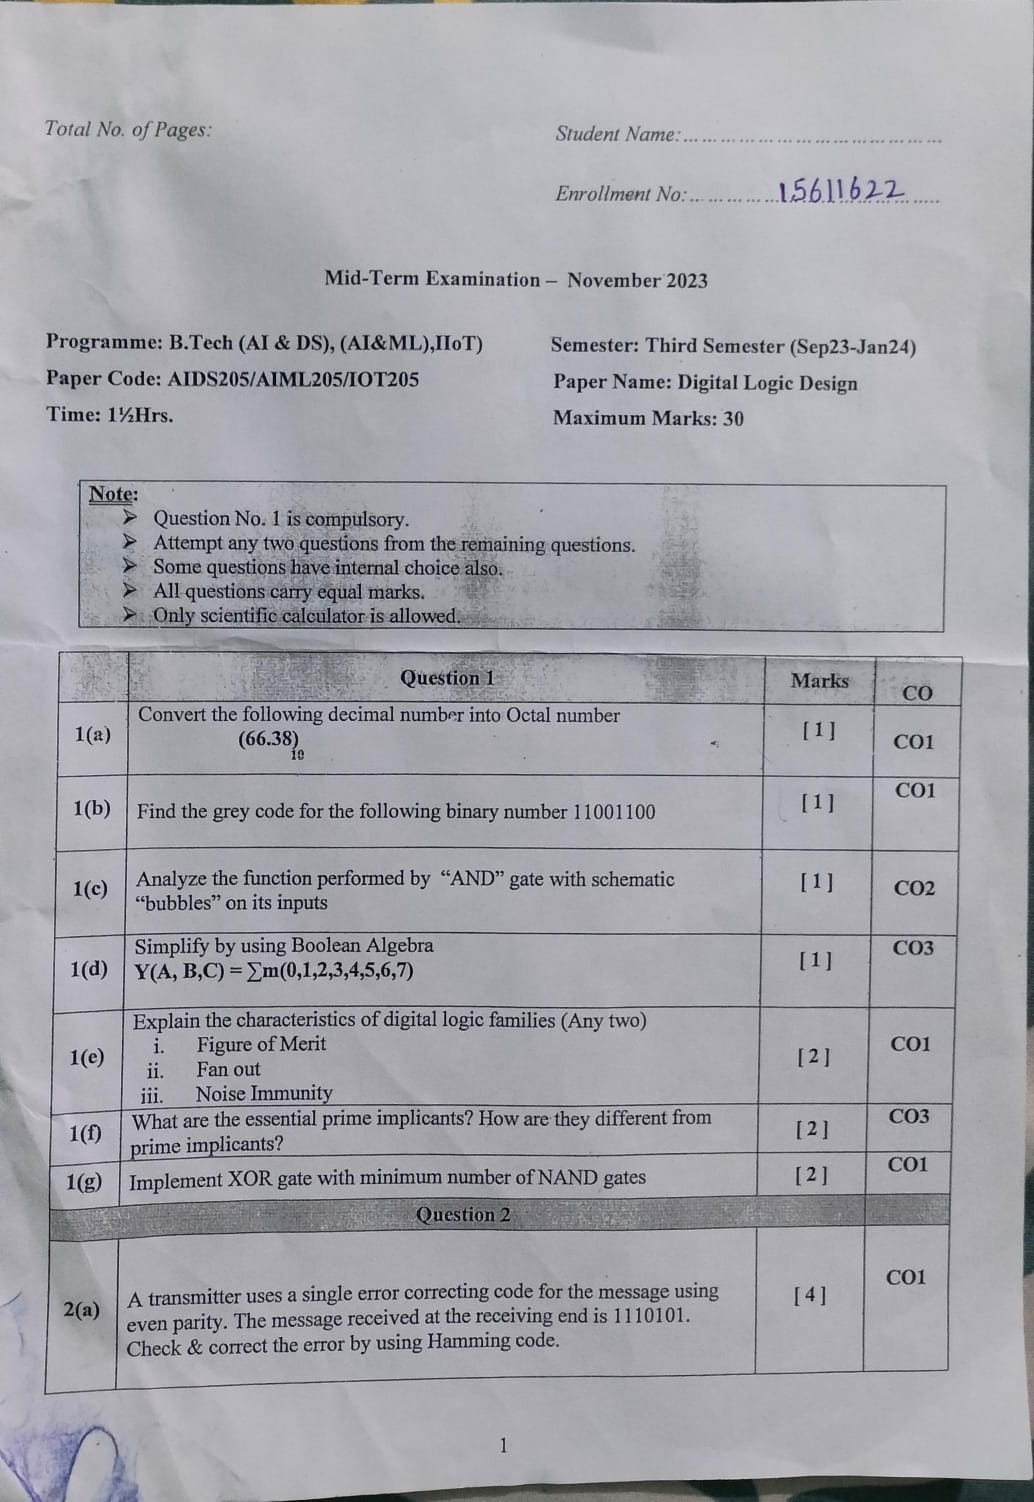 Total No. of Pages:
Student Name:... ... ... ... ... ... ... ... ... ... ... ... ... ...
Enrollment No:... ... ... ... ...15611622... ...
Mid-Term Examination – November 2023
Programme: B.Tech (AI & DS), (AI&ML),IIoT)
Semester: Third Semester (Sep23-Jan24)
Paper Code: AIDS205/AIML205/IOT205
Paper Name: Digital Logic Design
Time: 1½Hrs.
Maximum Marks: 30
Note:
➢ Question No. 1 is compulsory.
➢ Attempt any two questions from the remaining questions.
➢ Some questions have internal choice also.
➢ All questions carry equal marks.
➢ Only scientific calculator is allowed.
Question 1 Marks CO
1(a) Convert the following decimal number into Octal number [1] CO1
(66.38)10
1(b) Find the grey code for the following binary number 11001100 [1] CO1
1(c) Analyze the function performed by “AND” gate with schematic [1] CO2
“bubbles” on its inputs
1(d) Simplify by using Boolean Algebra [1] CO3
Y(A, B,C) = ∑m(0,1,2,3,4,5,6,7)
1(e) Explain the characteristics of digital logic families (Any two) [2] CO1
i. Figure of Merit
ii. Fan out
iii. Noise Immunity
1(f) What are the essential prime implicants? How are they different from [2] CO3
prime implicants?
1(g) Implement XOR gate with minimum number of NAND gates [2] CO1
Question 2
2(a) A transmitter uses a single error correcting code for the message using [4] CO1
even parity. The message received at the receiving end is 1110101.
Check & correct the error by using Hamming code.
1